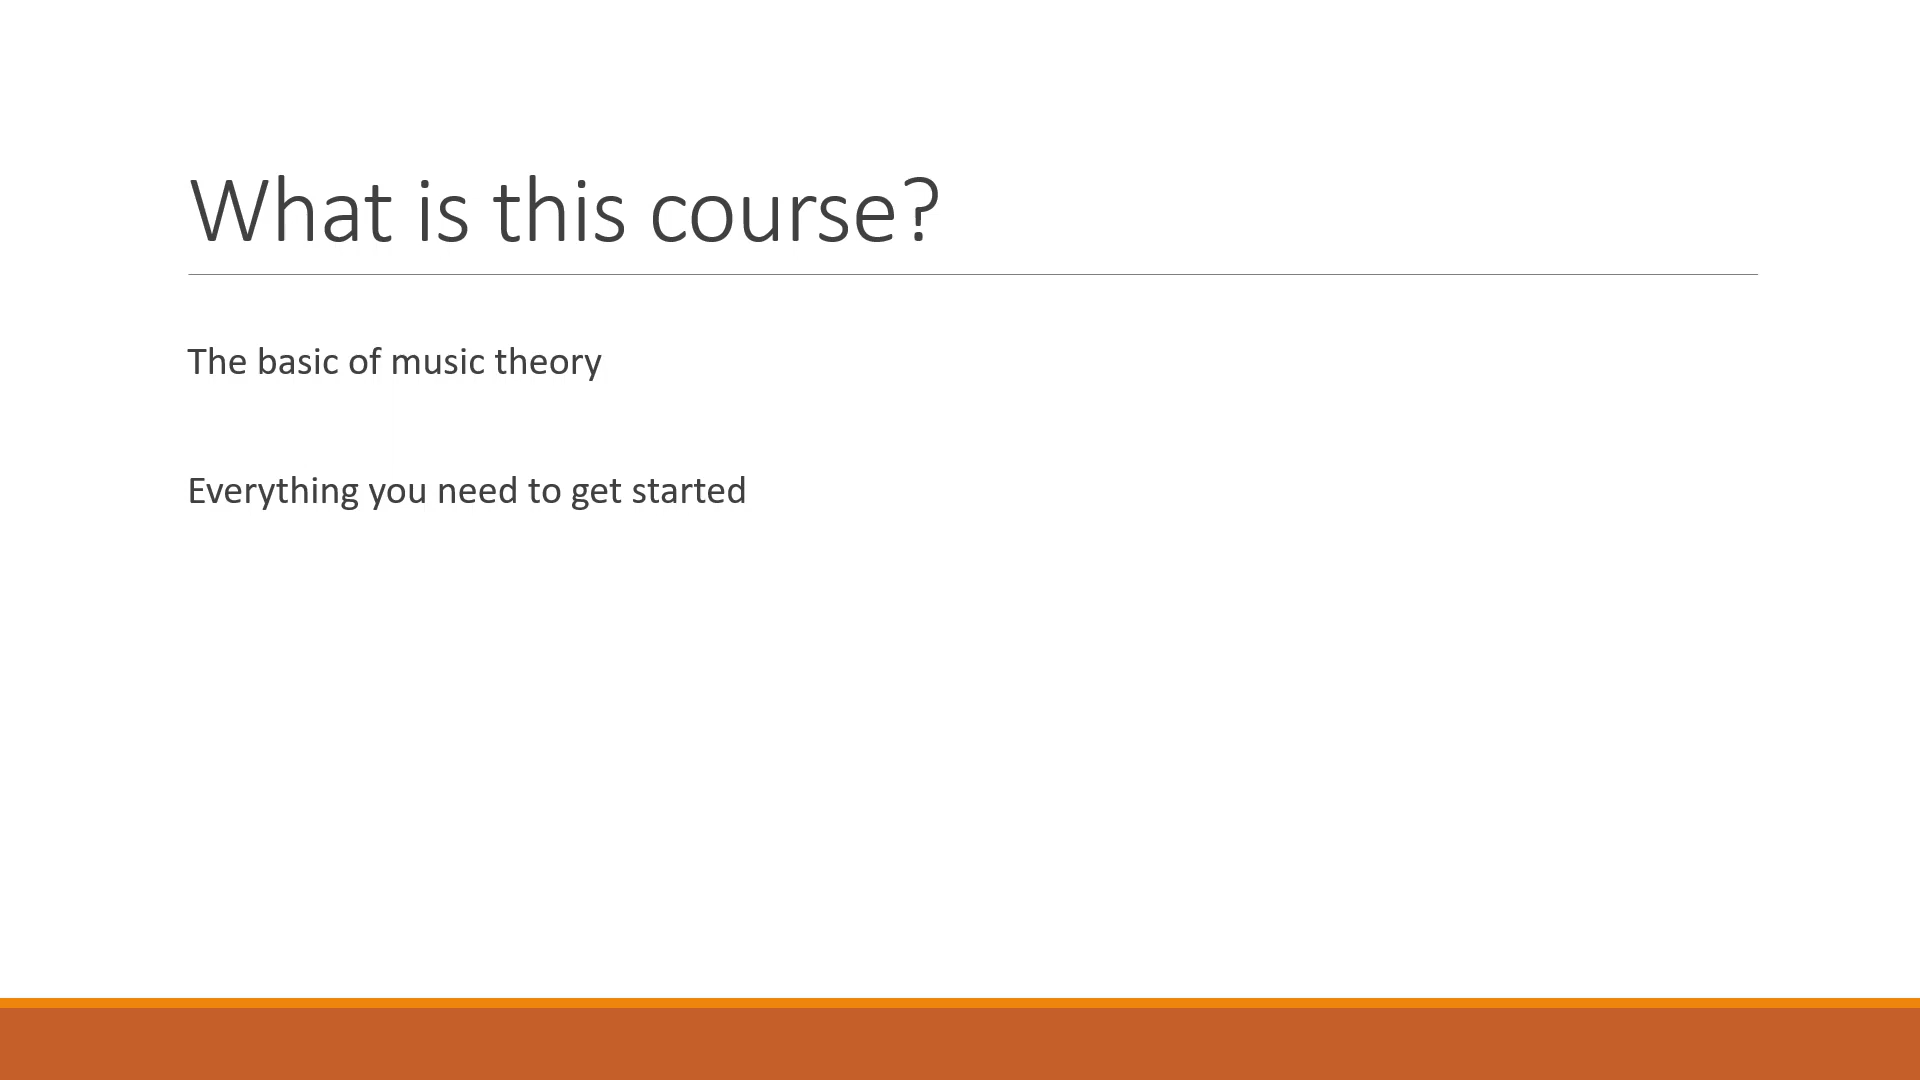 What is this course?
The basic of music theory
Everything you need to get started